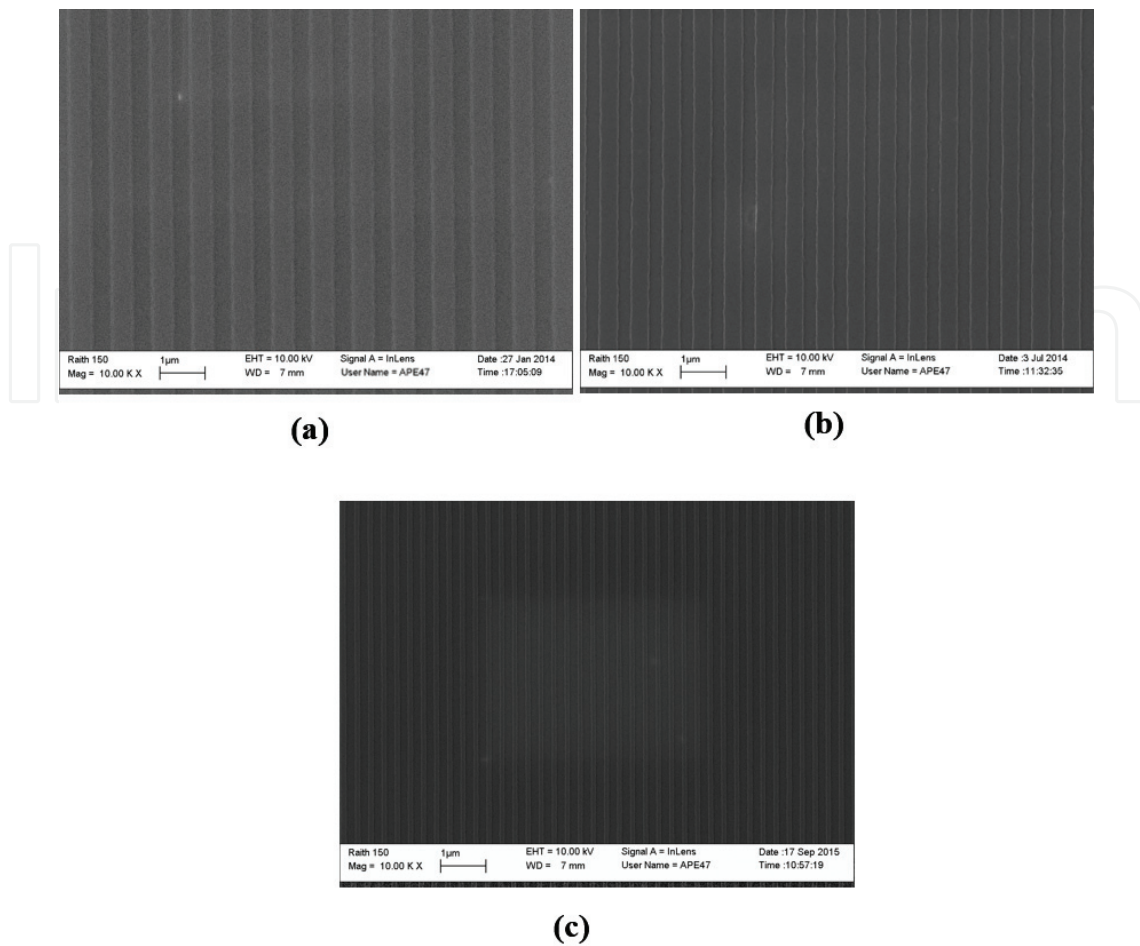 Raith 150 1µm EHT = 10.00 kV Signal A = InLens Date :27 Jan 2014
Mag = 10.00 K X WD = 7 mm User Name = APE47 Time :17:05:09
(a)
Raith 150 1µm EHT = 10.00 kV Signal A = InLens Date :3 Jul 2014
Mag = 10.00 K X WD = 7 mm User Name = APE47 Time :11:32:35
(b)
Raith 150 1µm EHT = 10.00 kV Signal A = InLens Date :17 Sep 2015
Mag = 10.00 K X WD = 7 mm User Name = APE47 Time :10:57:19
(c)